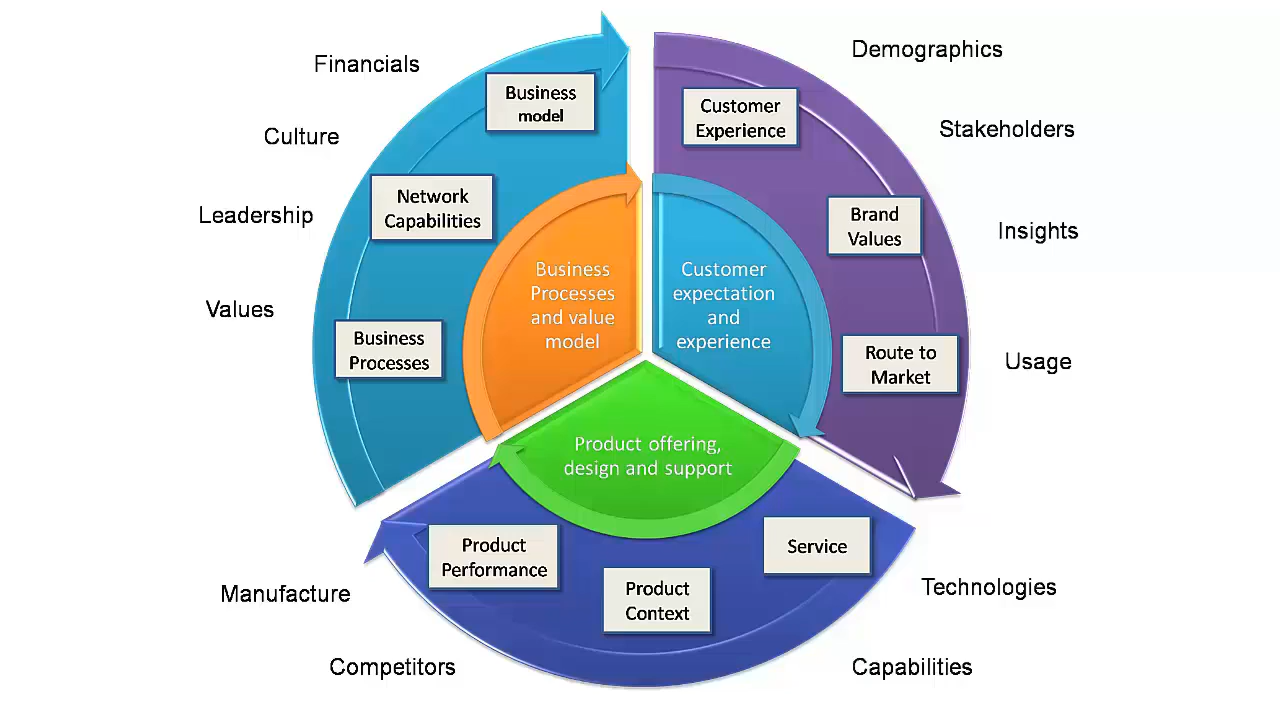 Financials
Culture
Leadership
Values
Business
model
Network
Capabilities
Business
Processes
Business
Processes
and value
model
Demographics
Stakeholders
Insights
Usage
Customer
Experience
Brand
Values
Route to
Market
Customer
expectation
and
experience
Product offering,
design and support
Product
Performance
Product
Context
Service
Manufacture
Competitors
Technologies
Capabilities